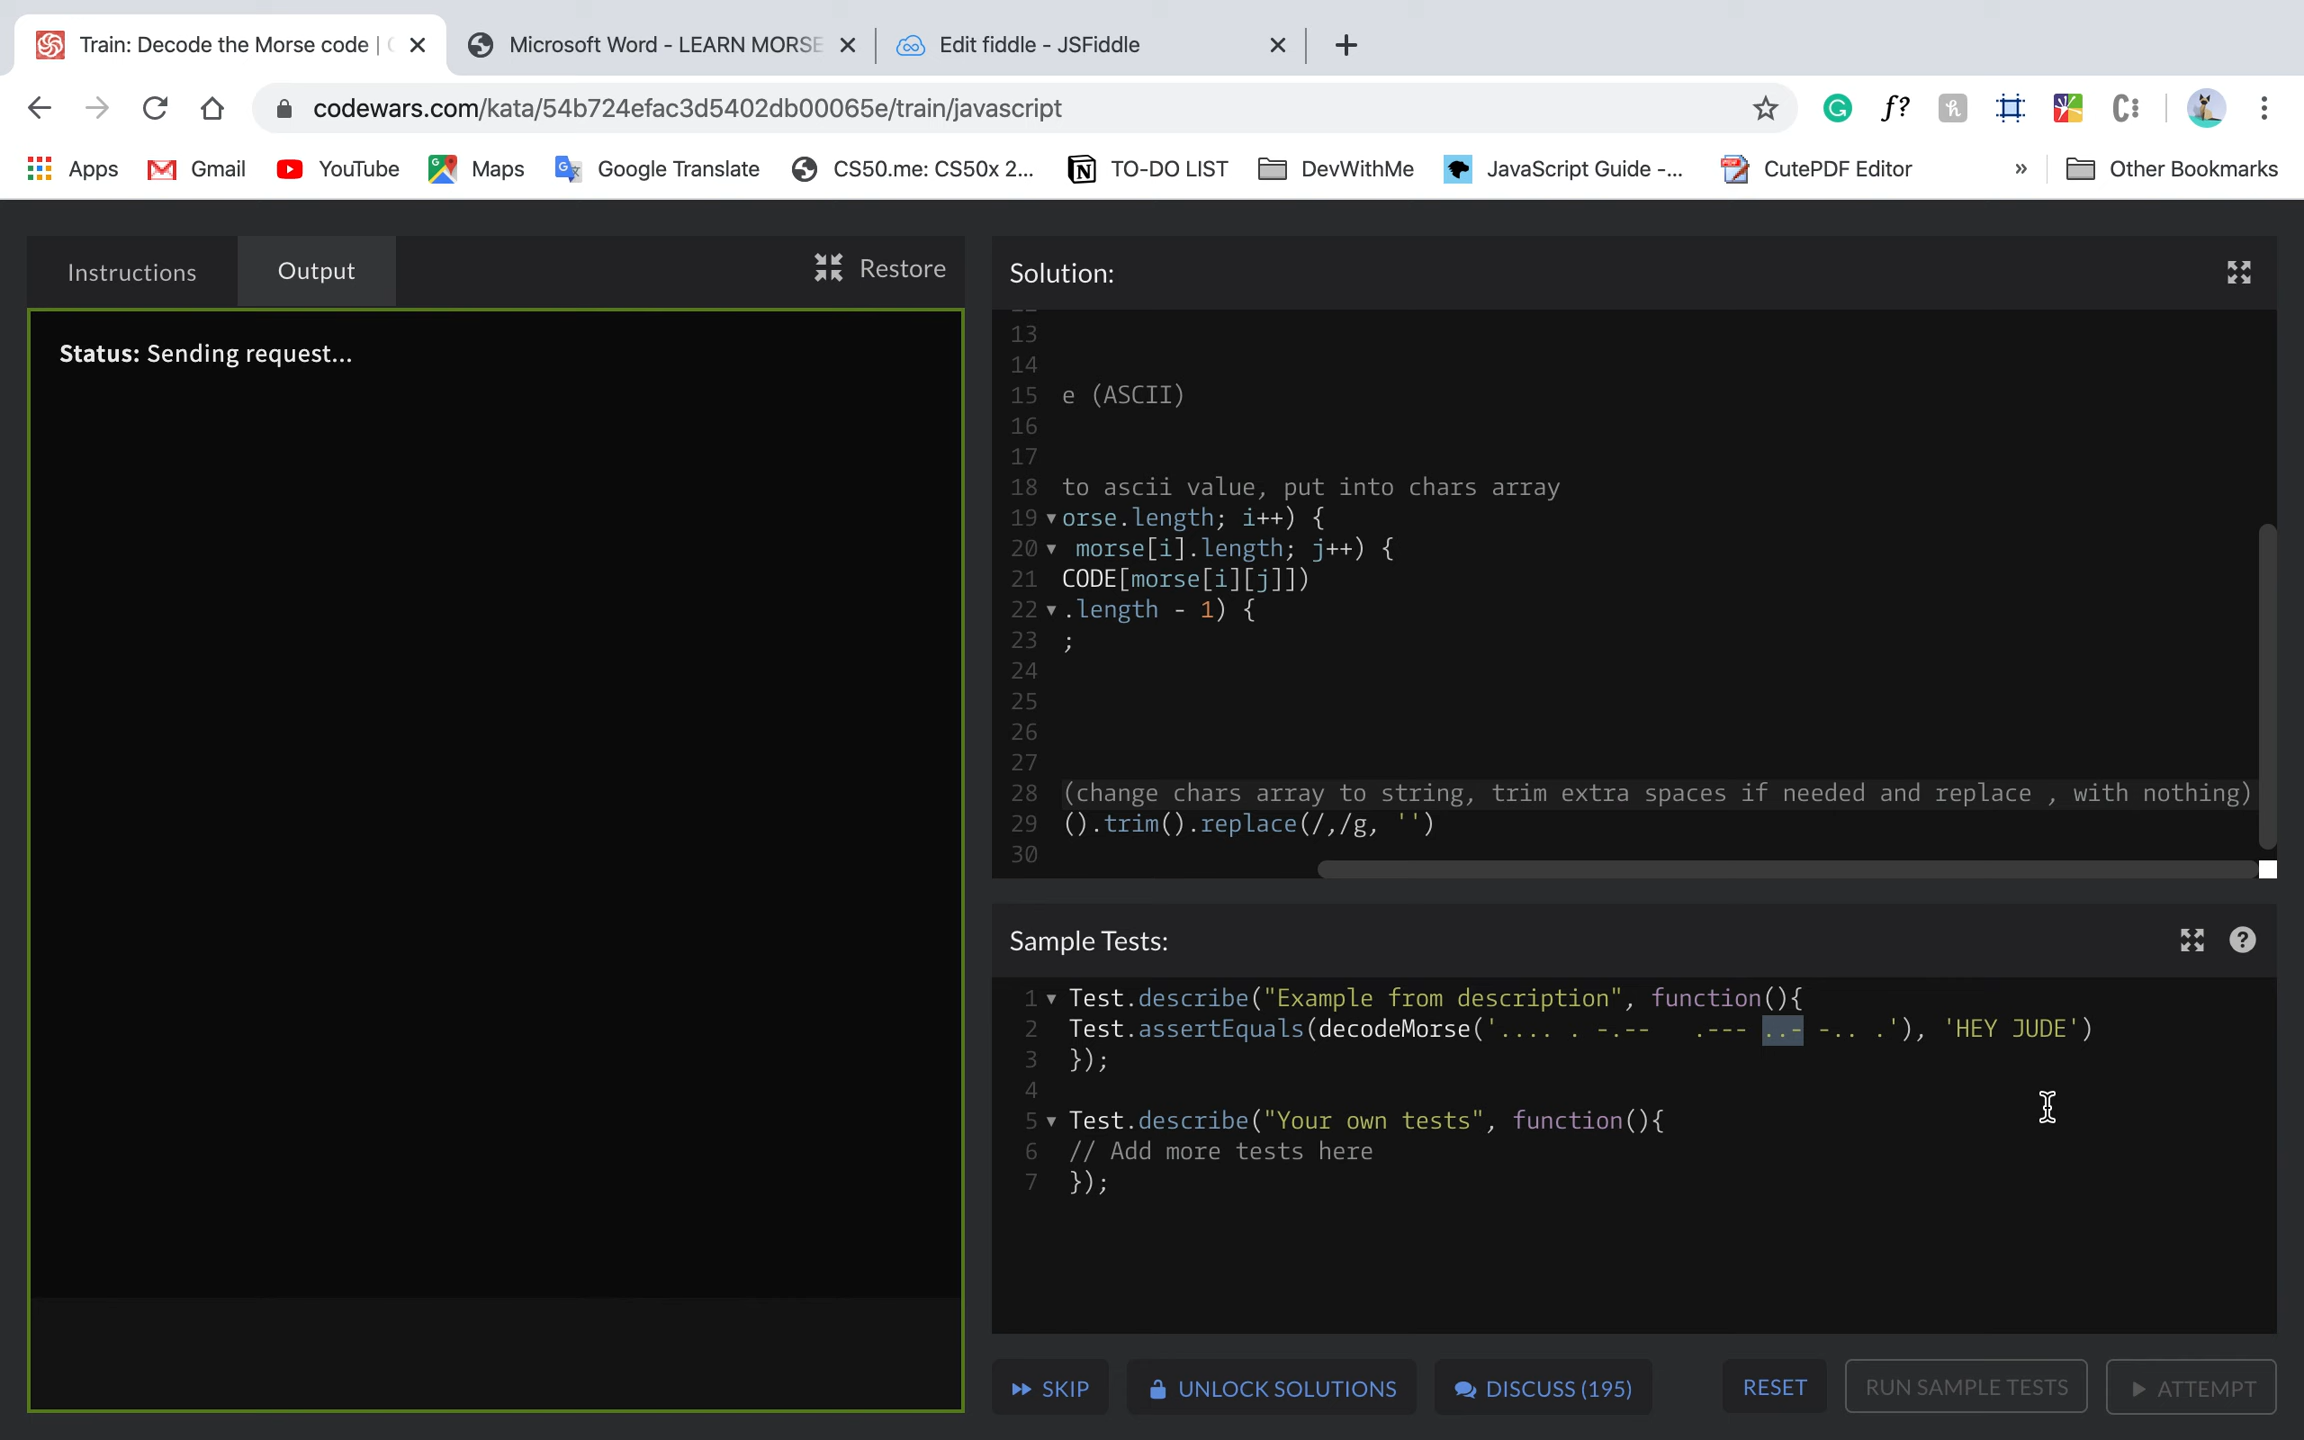 Train: Decode the Morse code |
Microsoft Word - LEARN MORSE
Edit fiddle - JSFiddle
codewars.com/kata/54b724efac3d5402db00065e/train/javascript
f?
Apps
Gmail
YouTube
Maps
Google Translate
CS50.me: CS50x 2...
TO-DO LIST
DevWithMe
JavaScript Guide -...
CutePDF Editor
»
Other Bookmarks
Instructions
Output
Restore
Status: Sending request...
Solution:
13
14
15 e (ASCII)
16
17
18 to ascii value, put into chars array
19 orse.length; i++) {
20 morse[i].length; j++) {
21 CODE[morse[i][j]])
22 .length - 1) {
23 ;
24
25
26
27
28 (change chars array to string, trim extra spaces if needed and replace , with nothing)
29 ().trim().replace(/,/g, '')
30
Sample Tests:
1 Test.describe("Example from description", function(){
2 Test.assertEquals(decodeMorse('.... . -.--   .--- ..- -.. .'), 'HEY JUDE')
3 });
4
5 Test.describe("Your own tests", function(){
6 // Add more tests here
7 });
SKIP
UNLOCK SOLUTIONS
DISCUSS (195)
RESET
RUN SAMPLE TESTS
ATTEMPT